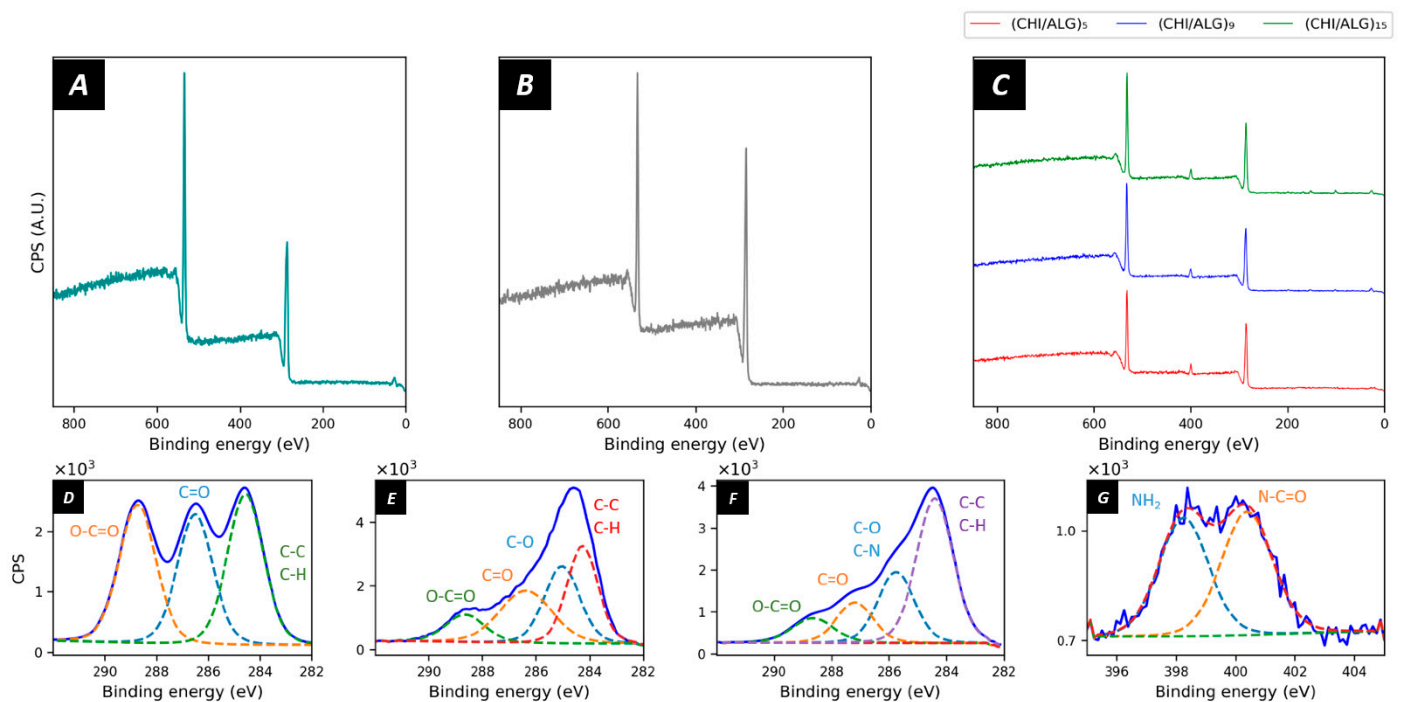 (CHI/ALG)₅ (CHI/ALG)₉ (CHI/ALG)₁₅
A
B
C
CPS (A.U.)
800 600 400 200 0
800 600 400 200 0
800 600 400 200 0
Binding energy (eV)
Binding energy (eV)
Binding energy (eV)
×10³
D
O-C=O
C=O
C-C
C-H
2
1
0
CPS
290 288 286 284 282
Binding energy (eV)
×10³
E
O-C=O
C=O
C-O
C-C
C-H
4
2
0
290 288 286 284 282
Binding energy (eV)
×10³
F
O-C=O
C=O
C-O
C-N
C-C
C-H
4
3
2
1
0
290 288 286 284 282
Binding energy (eV)
×10³
G
NH₂
N-C=O
1.0
0.7
396 398 400 402 404
Binding energy (eV)